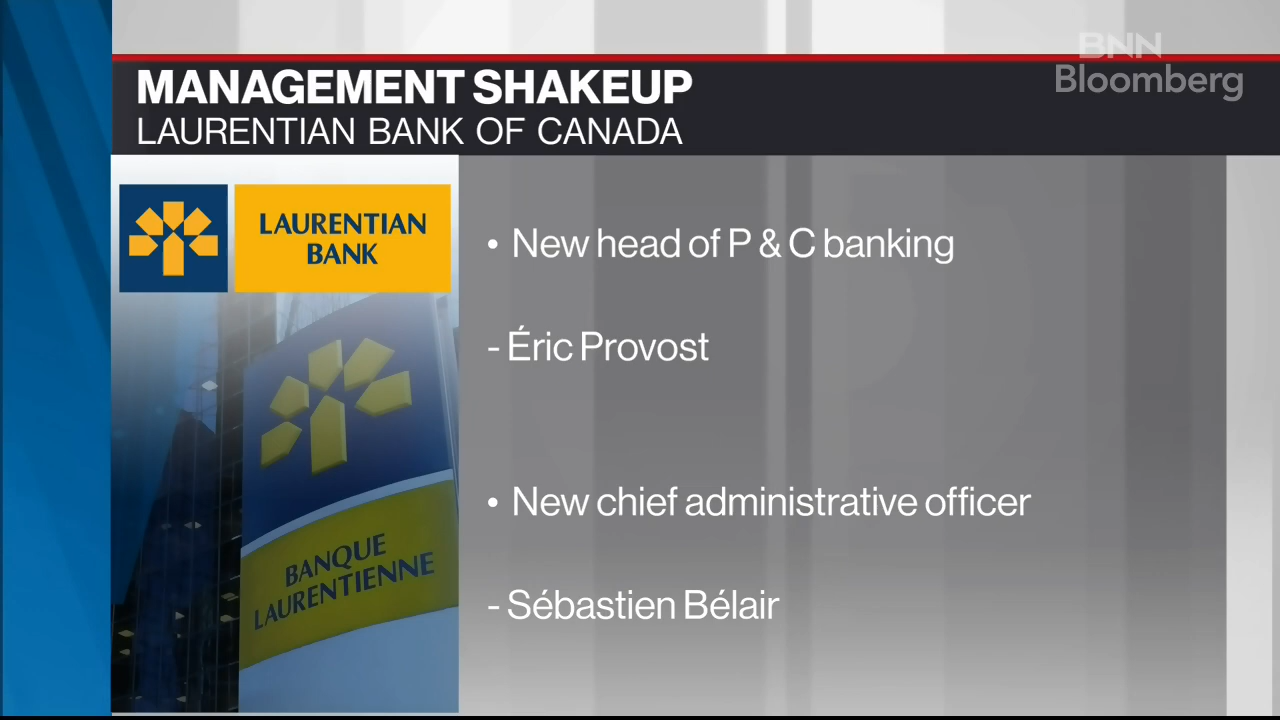 BNN
Bloomberg
MANAGEMENT SHAKEUP
LAURENTIAN BANK OF CANADA
LAURENTIAN
BANK
• New head of P & C banking
- Éric Provost
• New chief administrative officer
- Sébastien Bélair
BANQUE
LAURENTIENNE